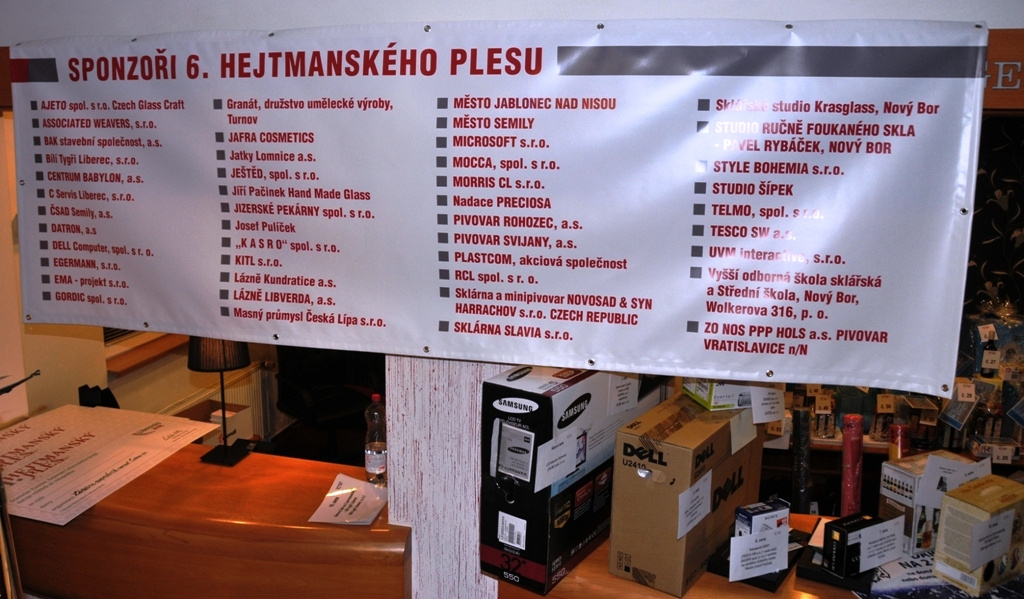 SPONZOŘI 6. HEJTMANSKÉHO PLESU
AJETO spol. s r.o. Czech Glass Craft
ASSOCIATED WEAVERS, s.r.o.
BAK stavební společnost, a.s.
Bílí Tygři Liberec, s.r.o.
CENTRUM BABYLON, a.s.
C Servis Liberec, s.r.o.
ČSAD Semily, a.s.
DATRON, a.s
DELL Computer, spol. s r. o.
EGERMANN, s.r.o.
EMA - projekt s.r.o.
GORDIC spol. s r.o.
Granát, družstvo umělecké výroby,
Turnov
JAFRA COSMETICS
Jatky Lomnice a.s.
JEŠTĚD, spol. s r.o.
Jiří Pačinek Hand Made Glass
JIZERSKÉ PEKÁRNY spol. s r.o.
Josef Pulíček
„K A S R O“ spol. s r.o.
KITL s.r.o.
Lázně Kundratice a.s.
LÁZNĚ LIBVERDA, a.s.
Masný průmysl Česká Lípa s.r.o.
MĚSTO JABLONEC NAD NISOU
MĚSTO SEMILY
MICROSOFT s.r.o.
MOCCA, spol. s r.o.
MORRIS CL s.r.o.
Nadace PRECIOSA
PIVOVAR ROHOZEC, a.s.
PIVOVAR SVIJANY, a.s.
PLASTCOM, akciová společnost
RCL spol. s r. o.
Sklárna a minipivovar NOVOSAD & SYN
HARRACHOV s.r.o. CZECH REPUBLIC
SKLÁRNA SLAVIA s.r.o.
Sklářské studio Krasglass, Nový Bor
STUDIO RUČNĚ FOUKANÉHO SKLA
- PAVEL RYBÁČEK, NOVÝ BOR
STYLE BOHEMIA s.r.o.
STUDIO ŠÍPEK
TELMO, spol. s r.o.
TESCO SW a.s.
UVM interactive, s.r.o.
Vyšší odborná škola sklářská
a Střední škola, Nový Bor,
Wolkerova 316, p. o.
ZO NOS PPP HOLS a.s. PIVOVAR
VRATISLAVICE n/N
GE
SAMSUNG
SAMSUNG
32"
550
DELL
U2410
DELL
DELL